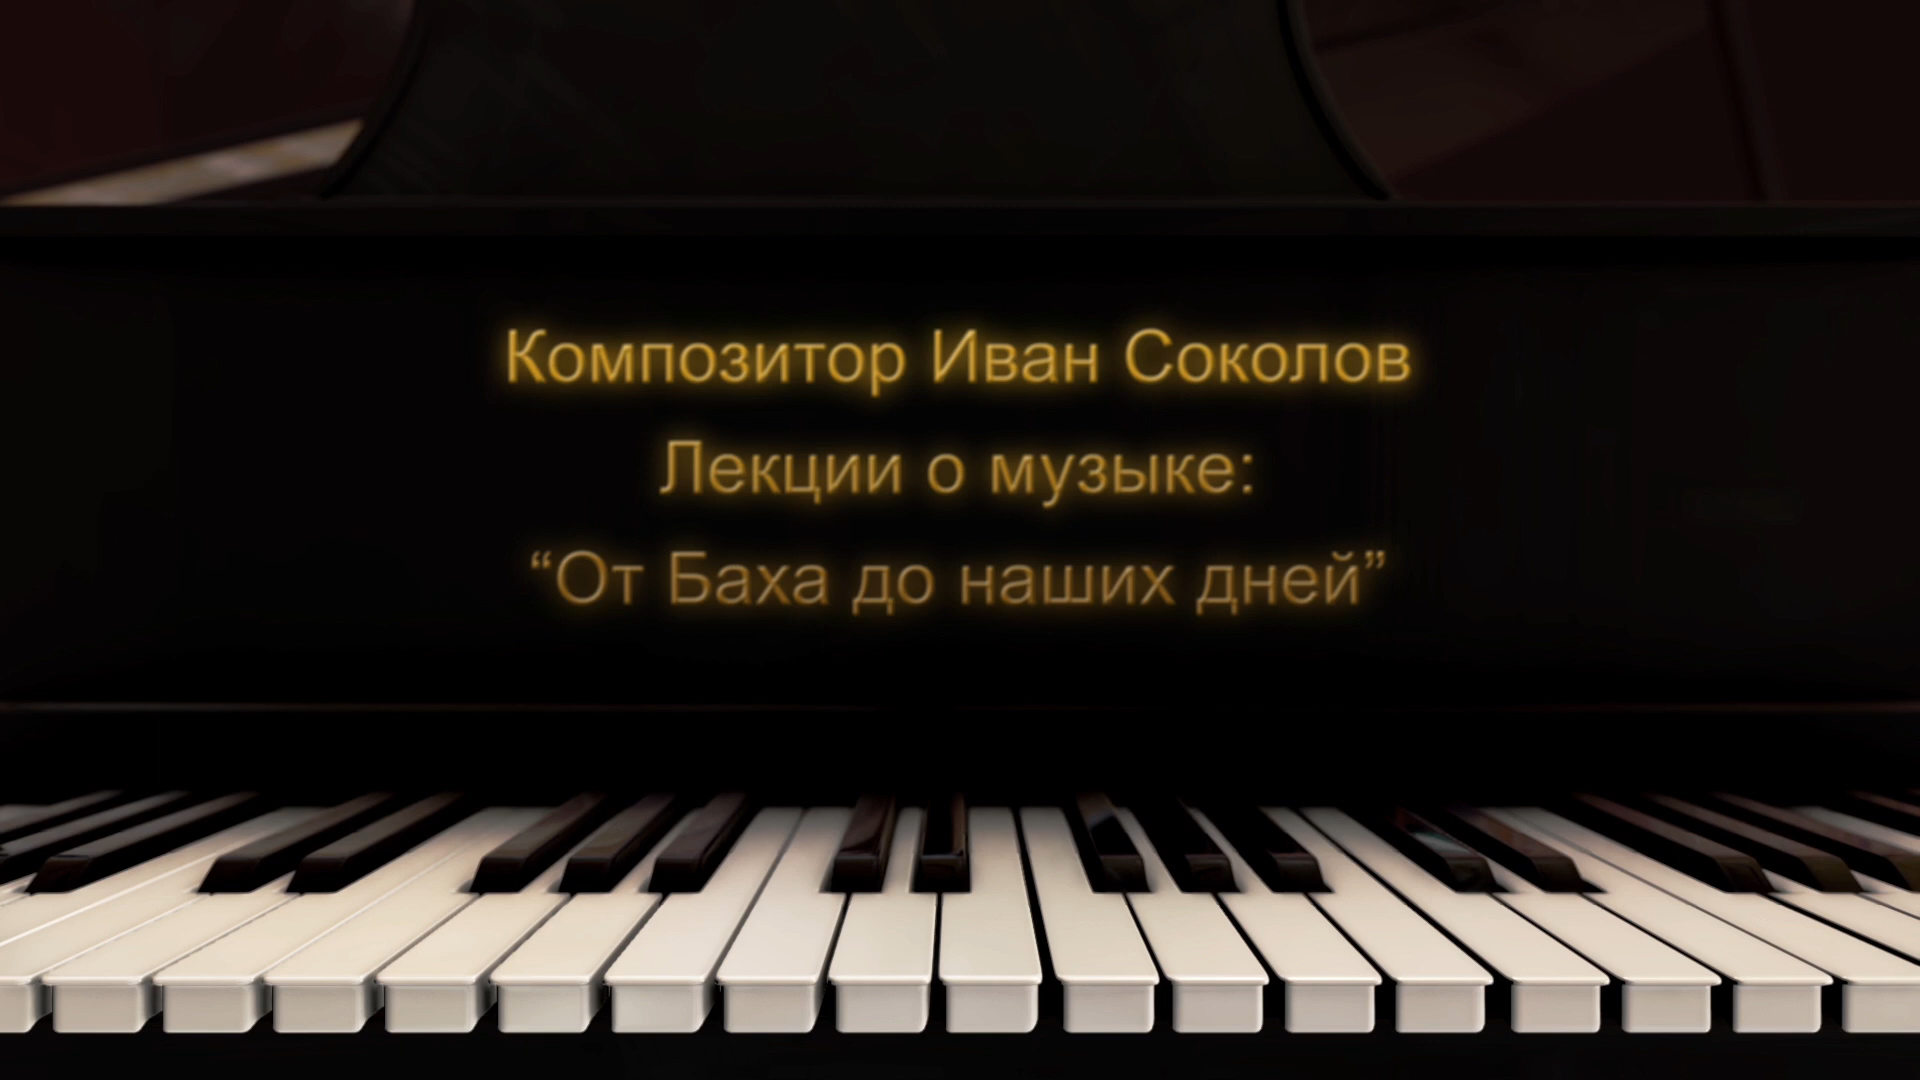 Композитор Иван Соколов
Лекции о музыке:
“От Баха до наших дней”